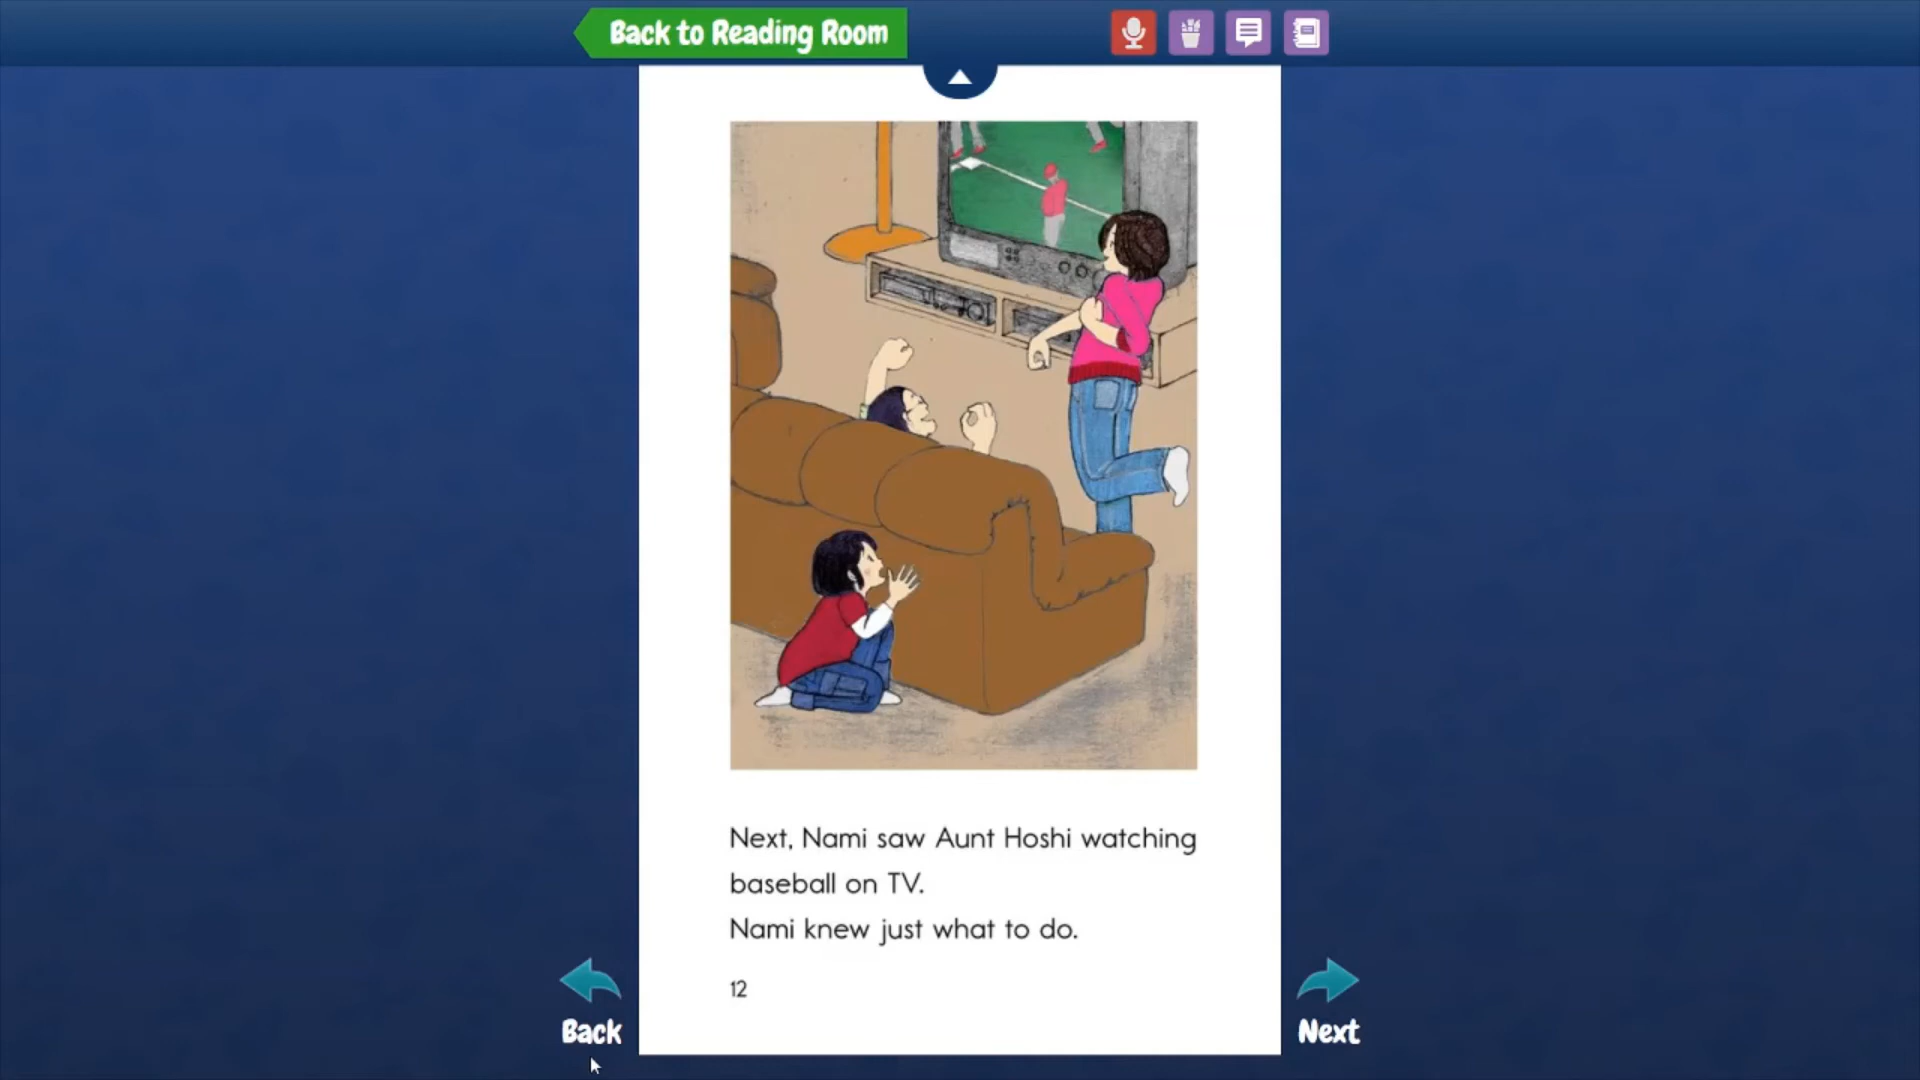 Back to Reading Room
Next, Nami saw Aunt Hoshi watching
baseball on TV.
Nami knew just what to do.
12
Back
Next